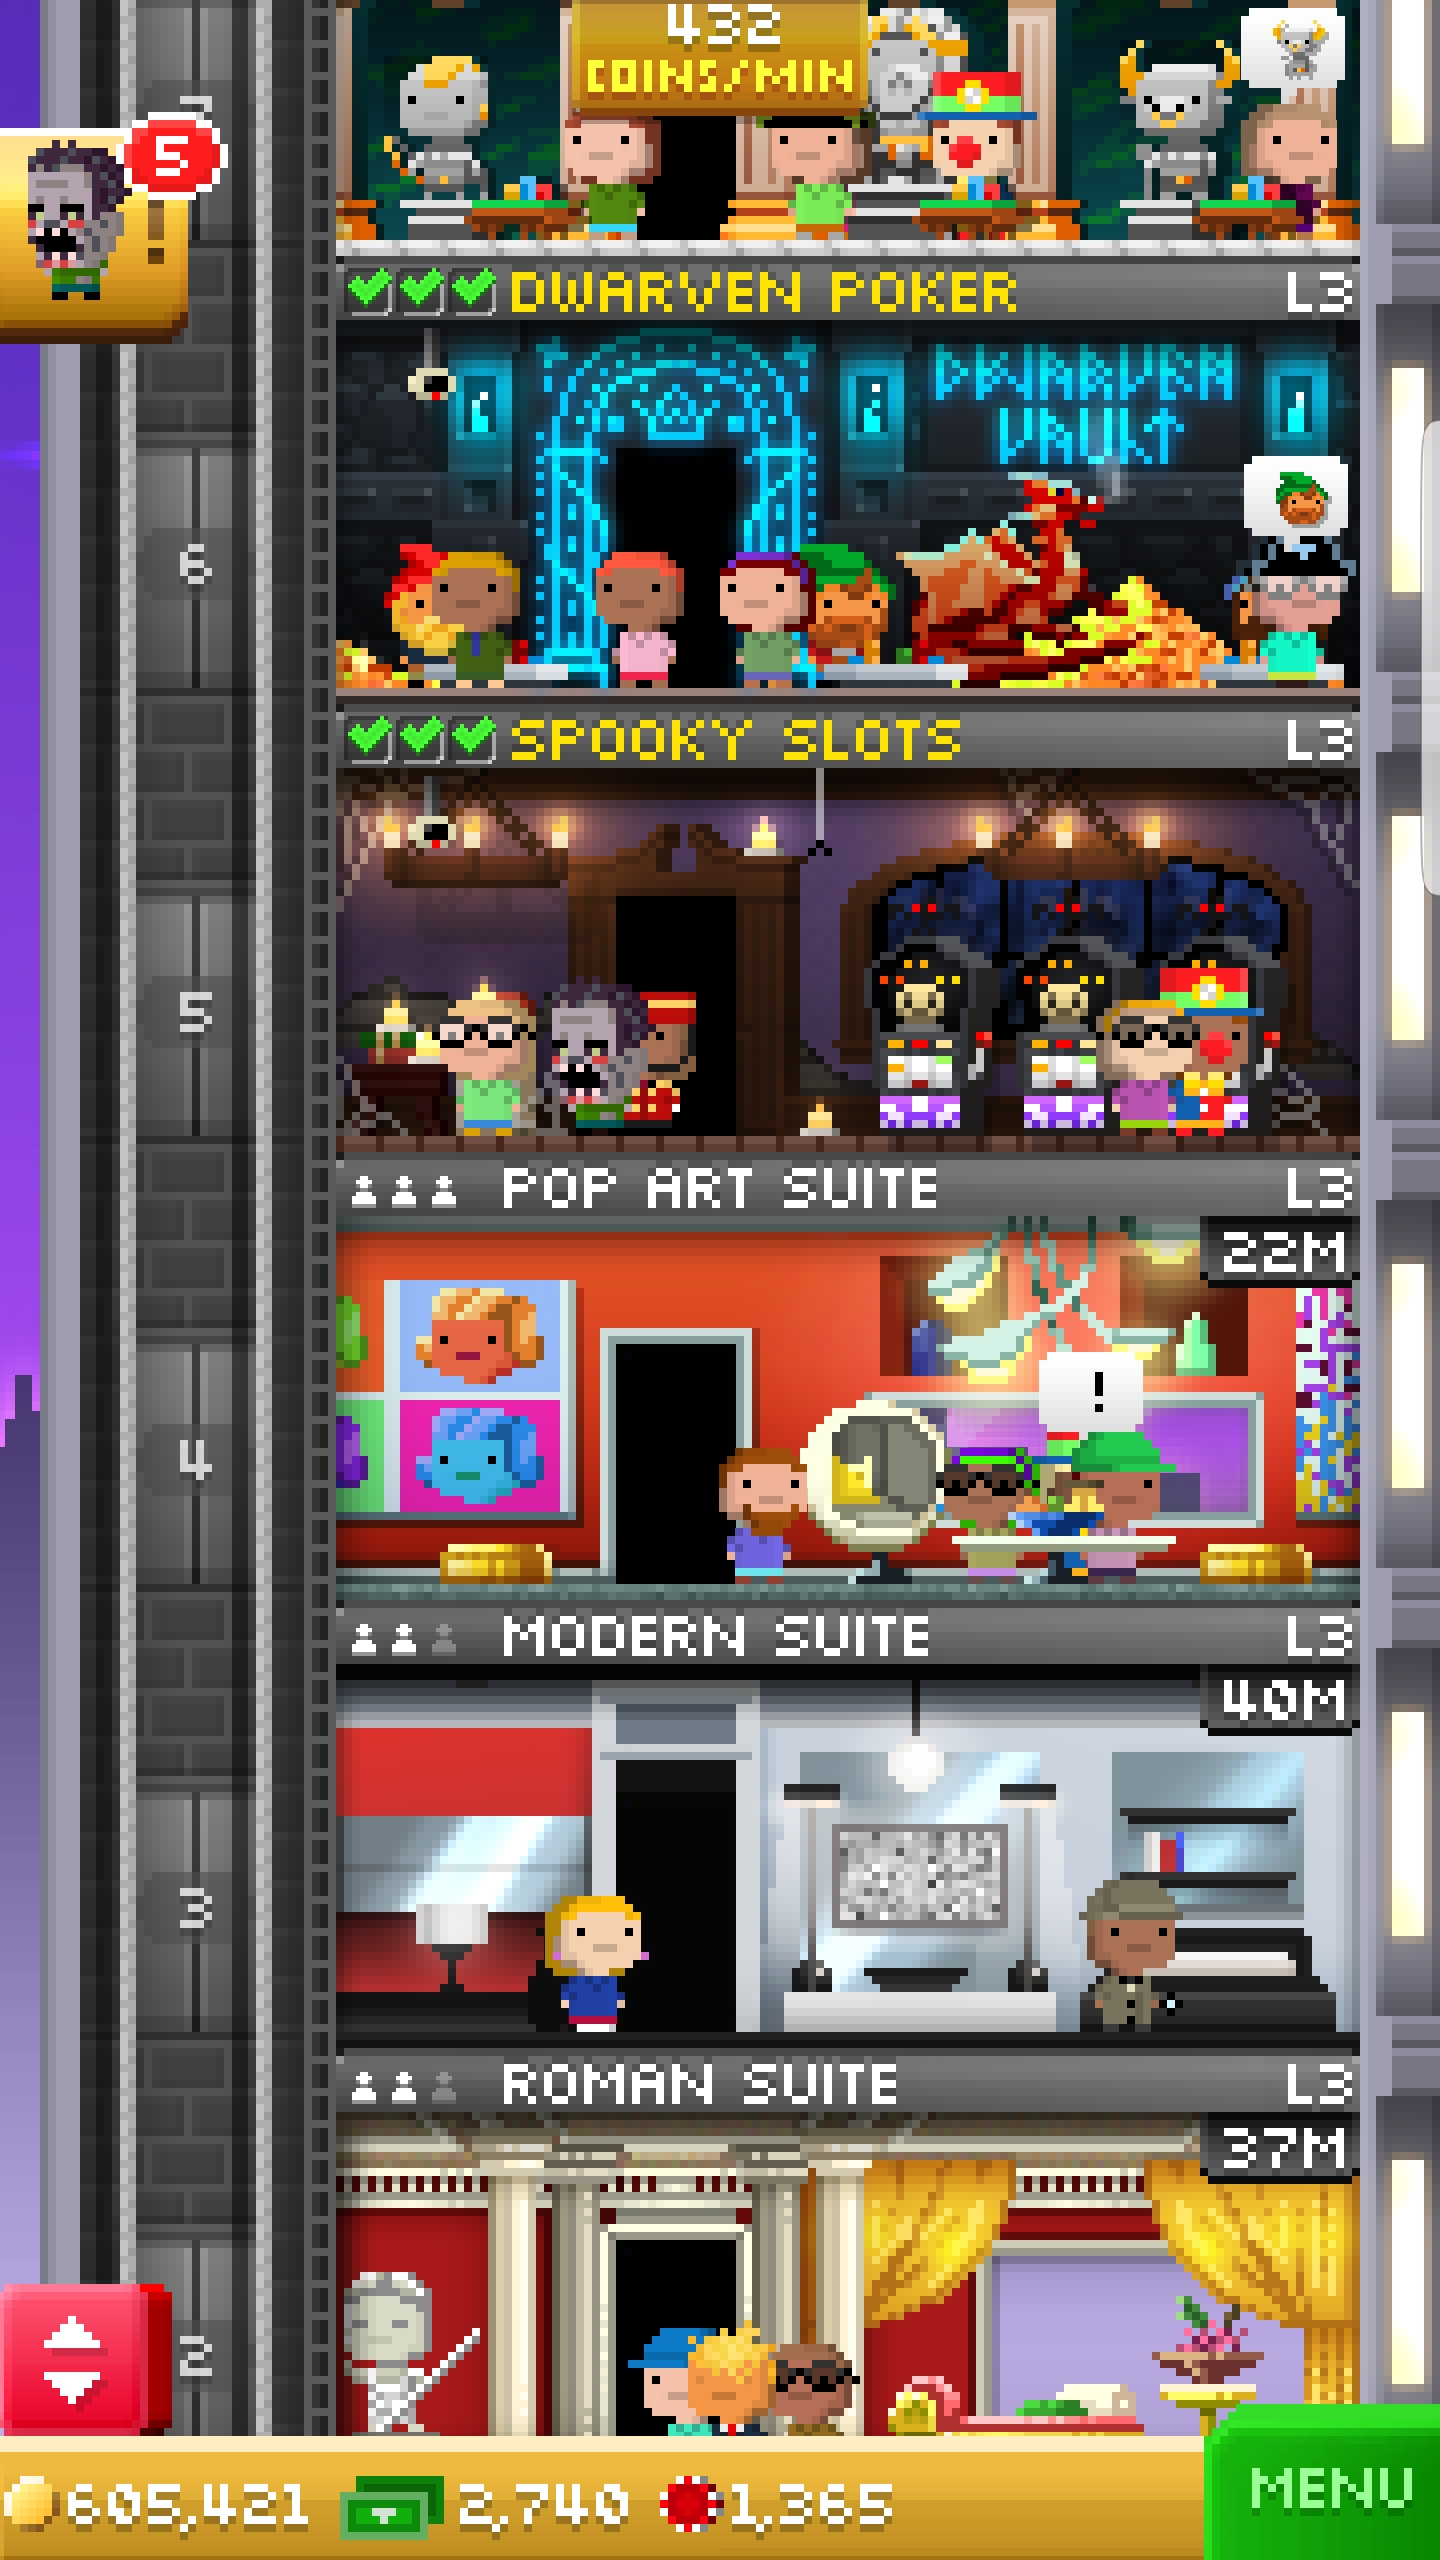 432
COINS/MIN
5
!
DWARVEN POKER L3
DWARVEN
VAULT
6
SPOOKY SLOTS L3
5
POP ART SUITE L3
22M
!
4
MODERN SUITE L3
40M
3
ROMAN SUITE L3
37M
2
605,421 2,740 1,365
MENU